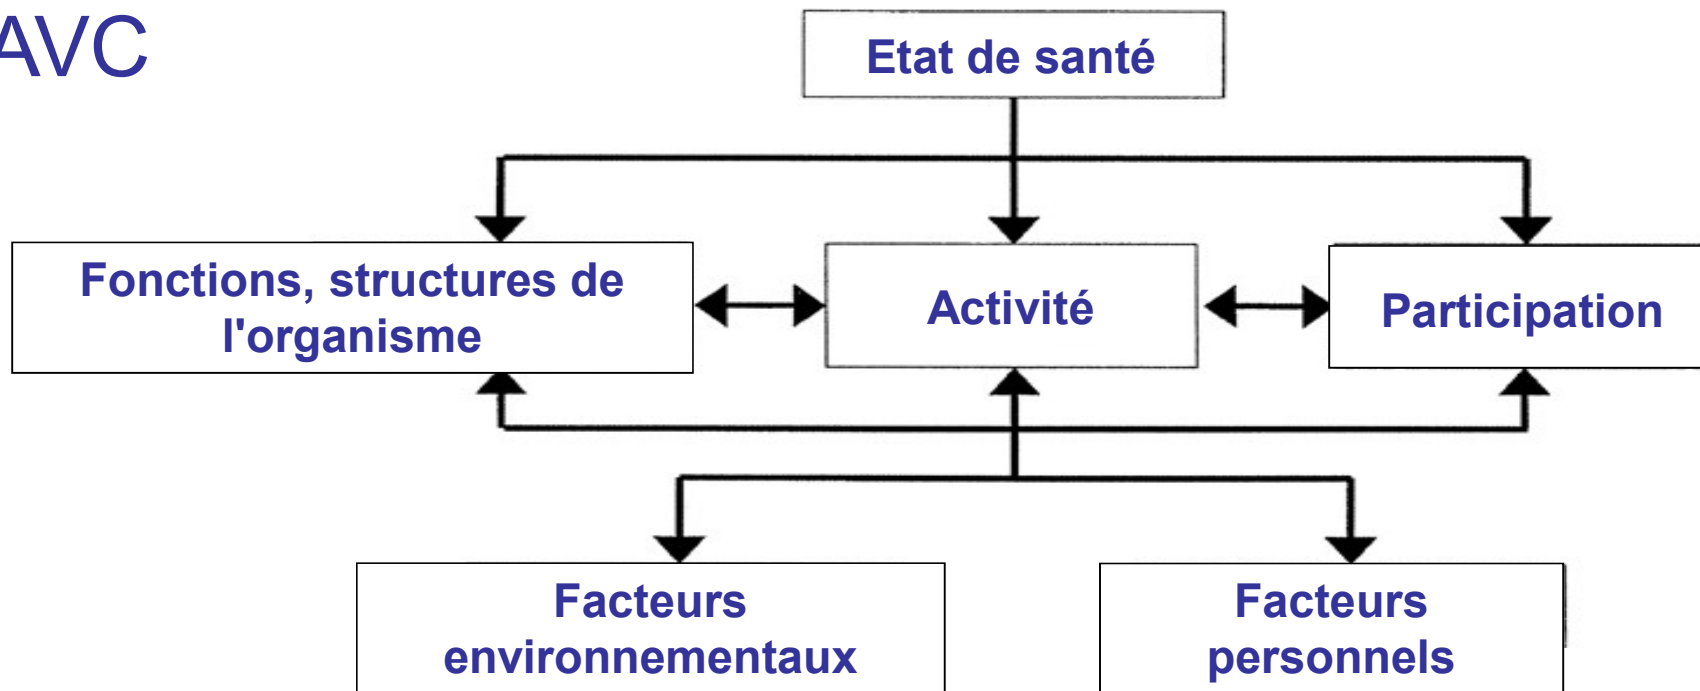 AVC
Etat de santé
Fonctions, structures de
l'organisme
Activité
Participation
Facteurs
environnementaux
Facteurs
personnels